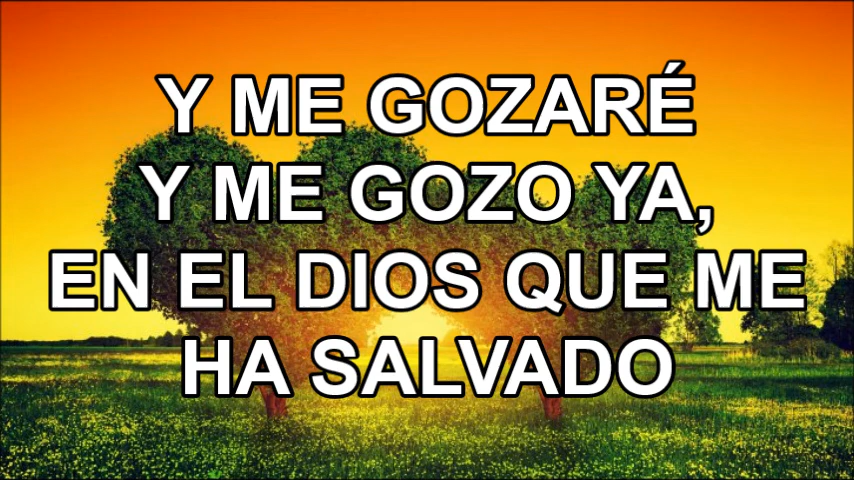 Y ME GOZARÉ
Y ME GOZO YA,
EN EL DIOS QUE ME
HA SALVADO